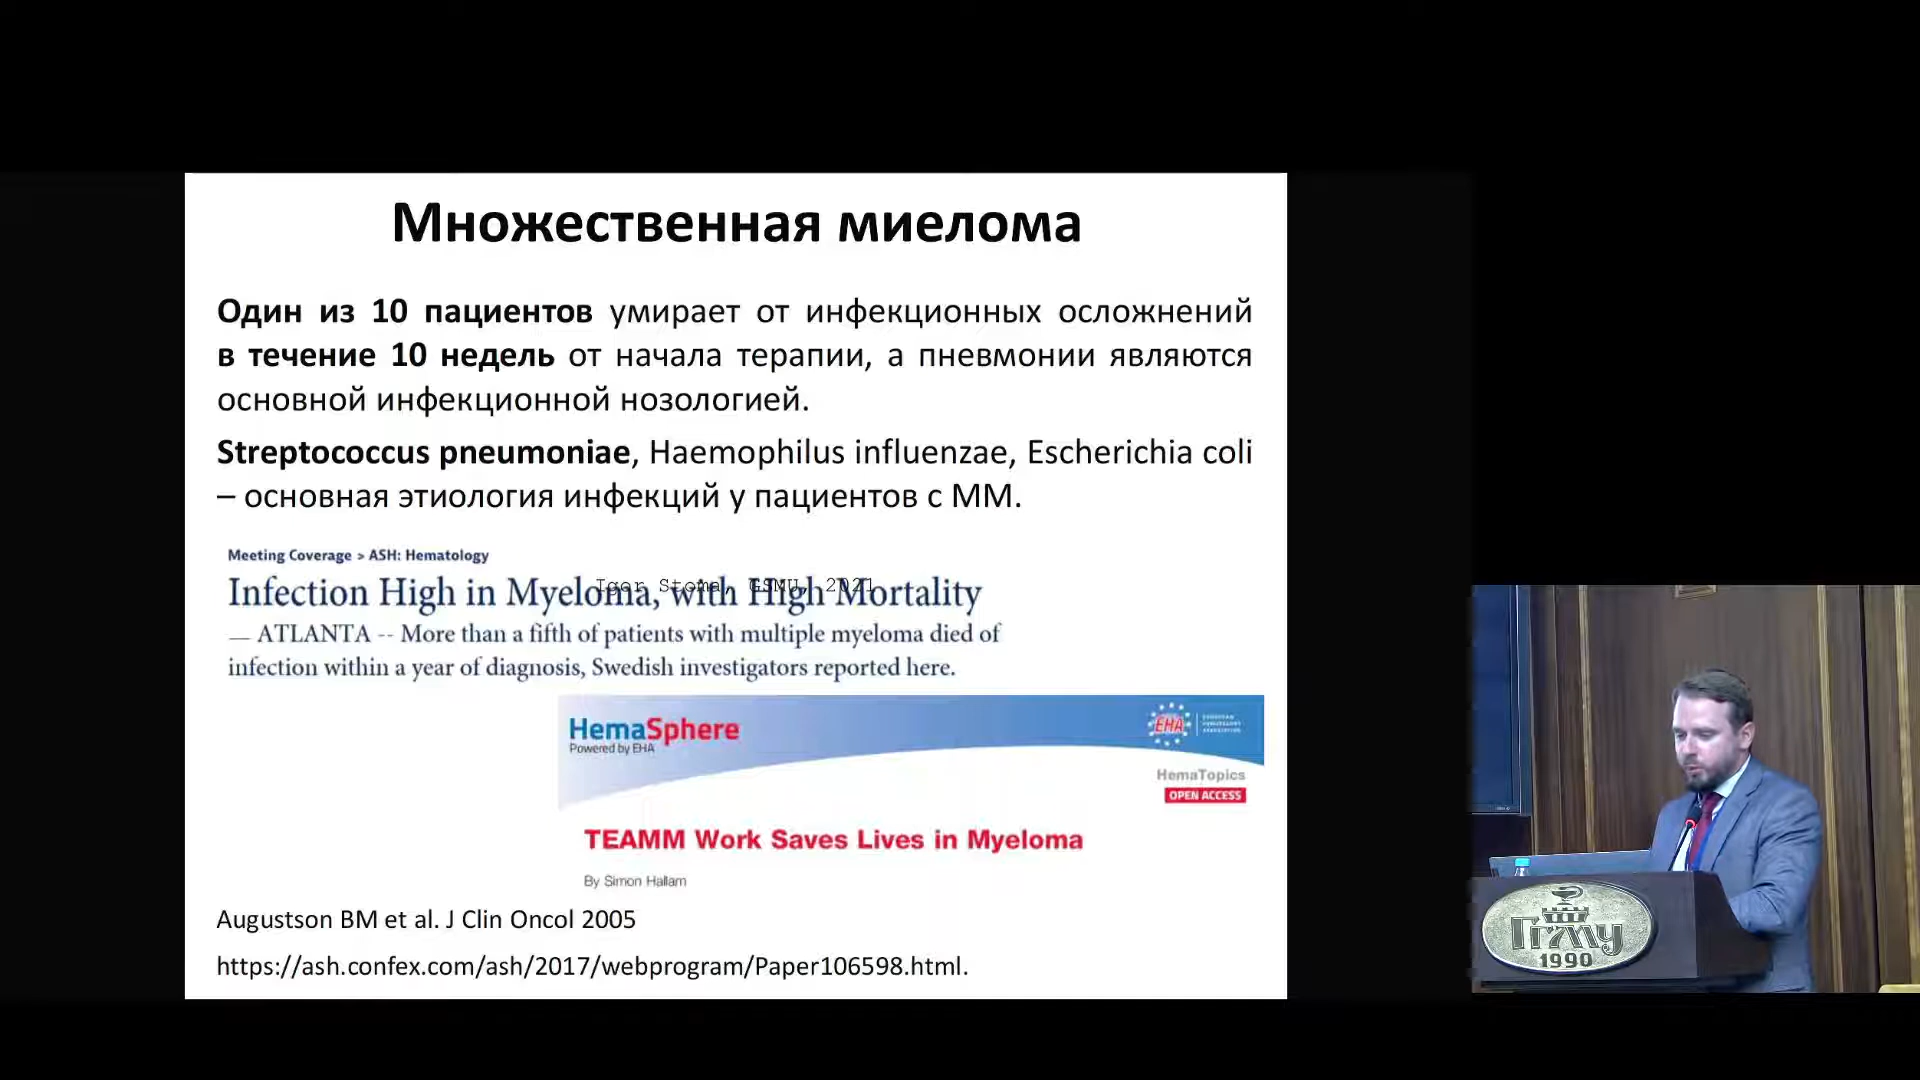 Множественная миелома
Один из 10 пациентов умирает от инфекционных осложнений
в течение 10 недель от начала терапии, а пневмонии являются
основной инфекционной нозологией.
Streptococcus pneumoniae, Haemophilus influenzae, Escherichia coli
– основная этиология инфекций у пациентов с ММ.
Meeting Coverage > ASH: Hematology
Igor Stoma, GSMU, 2021
Infection High in Myeloma, with High Mortality
— ATLANTA -- More than a fifth of patients with multiple myeloma died of
infection within a year of diagnosis, Swedish investigators reported here.
HemaSphere
Powered by EHA
EHA
EUROPEAN
HEMATOLOGY
ASSOCIATION
HemaTopics
OPEN ACCESS
TEAMM Work Saves Lives in Myeloma
By Simon Hallam
Augustson BM et al. J Clin Oncol 2005
https://ash.confex.com/ash/2017/webprogram/Paper106598.html.
ГГМУ
1990